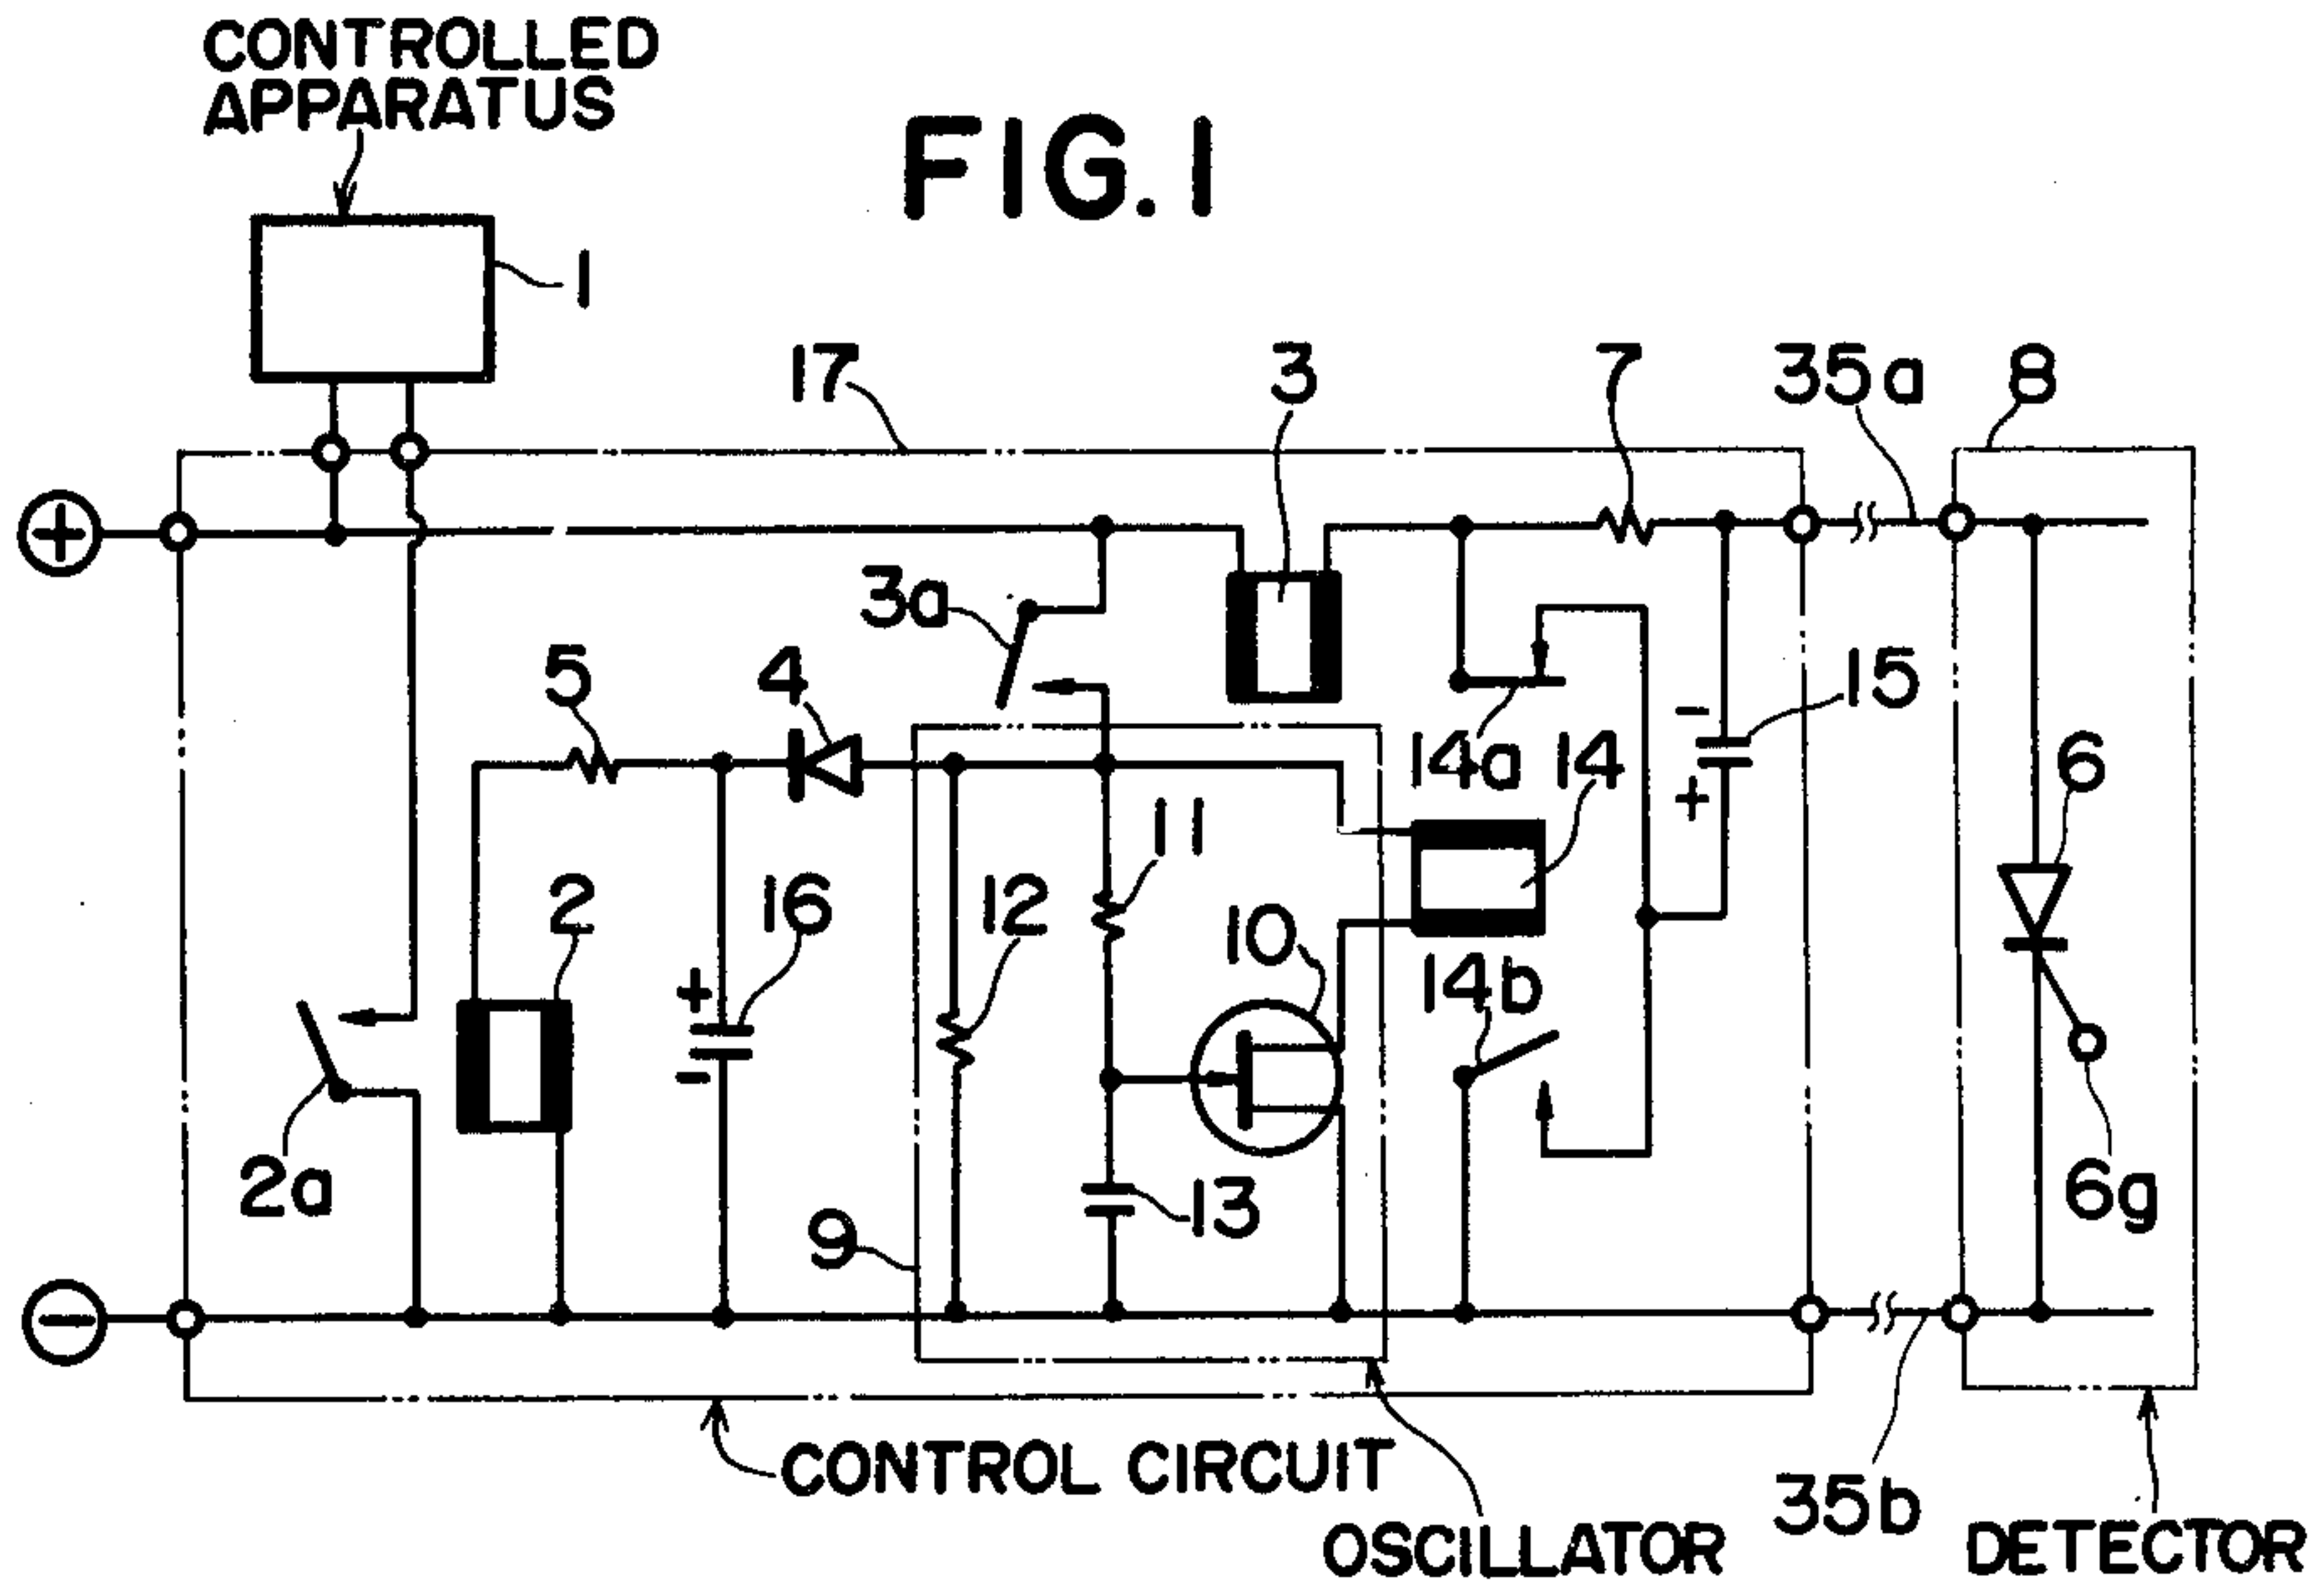 CONTROLLED
APPARATUS
FIG. 1
1
17
3
7
35a
8
+
3a
5
4
14a
14
15
-
+
6
11
2
16
12
10
14b
+
-
2a
13
6g
9
-
CONTROL CIRCUIT
35b
OSCILLATOR
DETECTOR